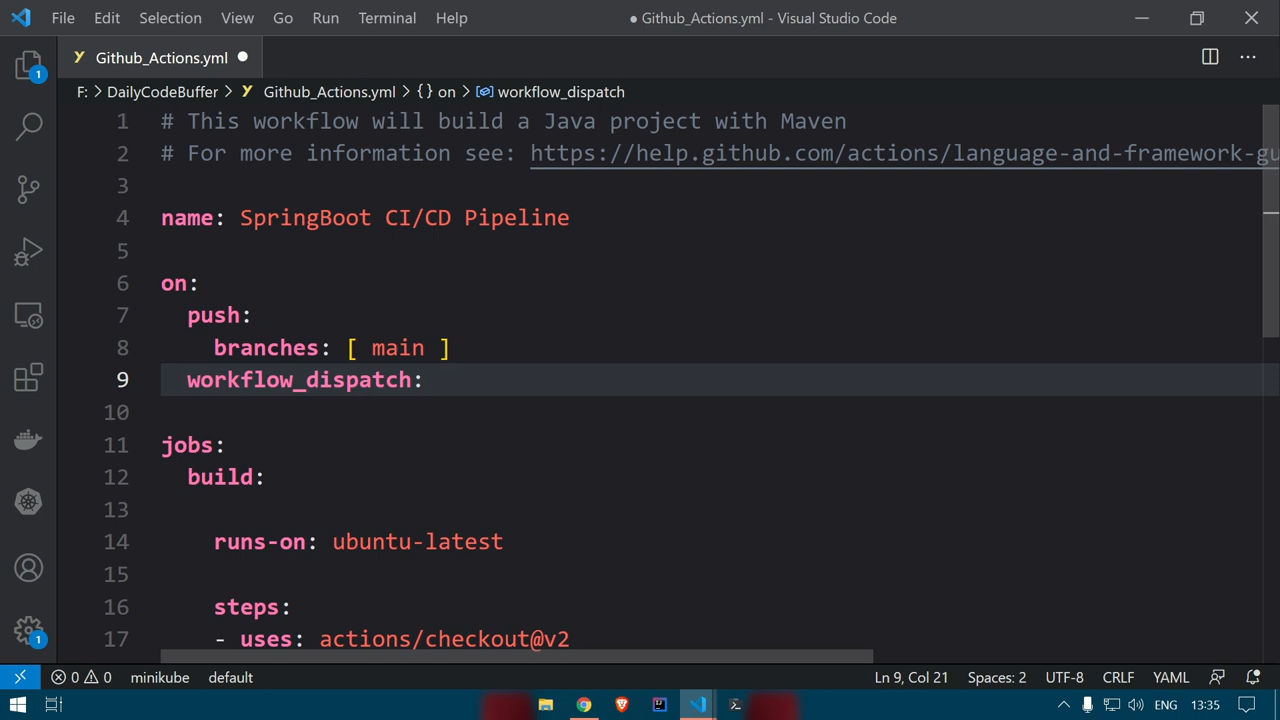 File Edit Selection View Go Run Terminal Help ● Github_Actions.yml - Visual Studio Code
Github_Actions.yml
F: > DailyCodeBuffer > Github_Actions.yml > {} on > workflow_dispatch
1 # This workflow will build a Java project with Maven
2 # For more information see: https://help.github.com/actions/language-and-framework-gu
3
4 name: SpringBoot CI/CD Pipeline
5
6 on:
7 push:
8 branches: [ main ]
9 workflow_dispatch:
10
11 jobs:
12 build:
13
14 runs-on: ubuntu-latest
15
16 steps:
17 - uses: actions/checkout@v2
1
1
0 0 minikube default Ln 9, Col 21 Spaces: 2 UTF-8 CRLF YAML
ENG 13:35